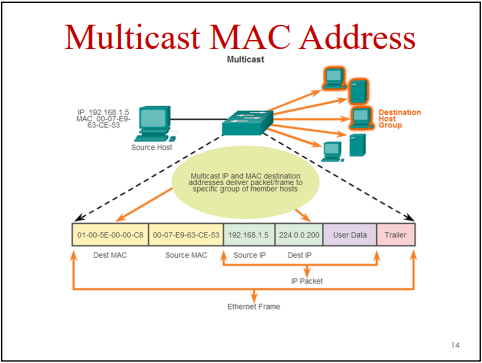 Multicast MAC Address
Multicast
IP: 192.168.1.5
MAC: 00-07-E9-
63-CE-53
Source Host
Destination
Host
Group
Multicast IP and MAC destination
addresses deliver packet/frame to
specific group of member hosts
01-00-5E-00-00-C8 00-07-E9-63-CE-53 192.168.1.5 224.0.0.200 User Data Trailer
Dest MAC Source MAC Source IP Dest IP
IP Packet
Ethernet Frame
14